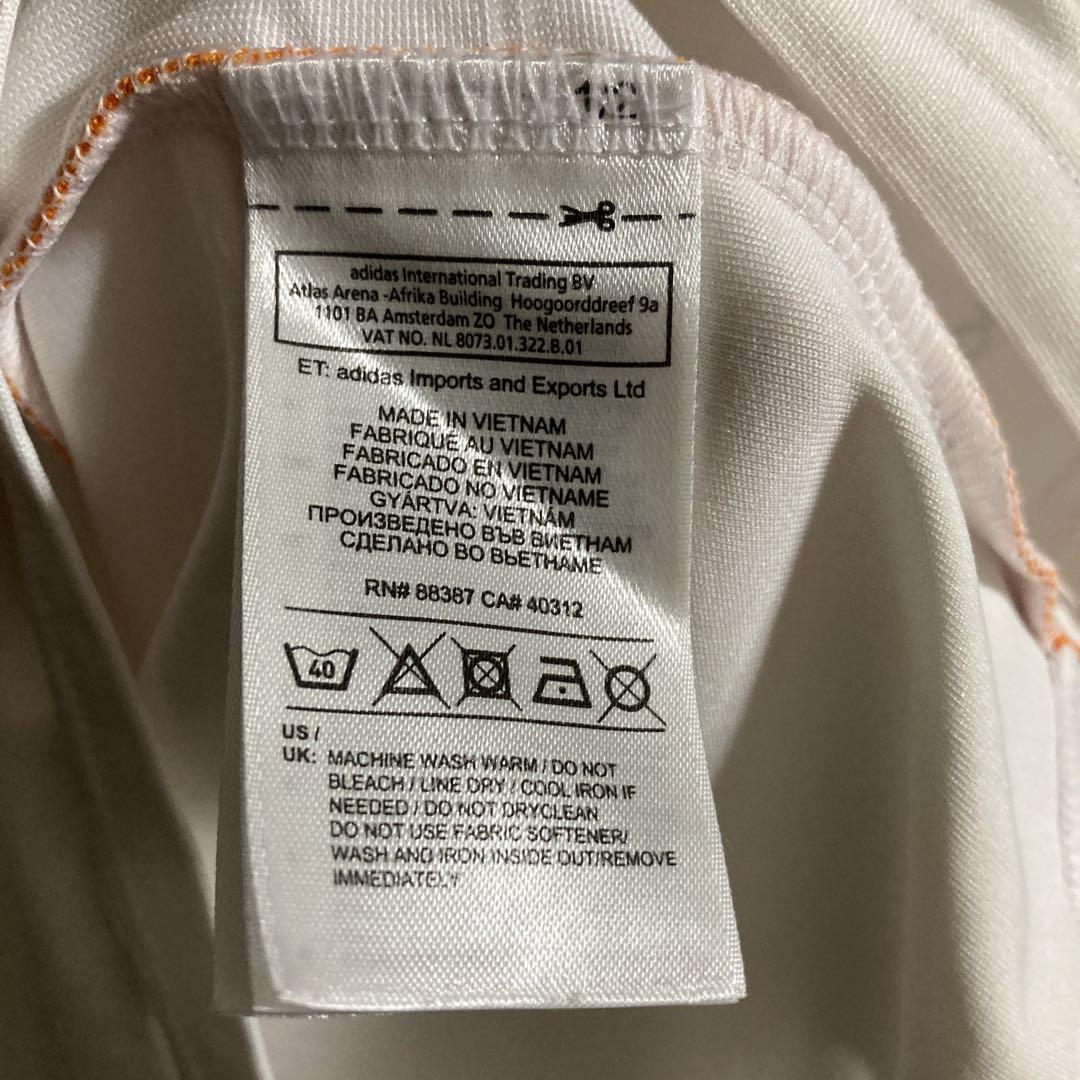 adidas International Trading BV
Atlas Arena -Afrika Building Hoogoorddreef 9a
1101 BA Amsterdam ZO The Netherlands
VAT NO. NL 8073.01.322.B.01
ET: adidas Imports and Exports Ltd
MADE IN VIETNAM
FABRIQUÉ AU VIETNAM
FABRICADO EN VIETNAM
FABRICADO NO VIETNAME
GYÁRTVA: VIETNÁM
ПРОИЗВЕДЕНО ВЪВ ВИЕТНАМ
СДЕЛАНО ВО ВЬЕТНАМЕ
RN# 88387 CA# 40312
40
US /
UK: MACHINE WASH WARM / DO NOT
BLEACH / LINE DRY / COOL IRON IF
NEEDED / DO NOT DRYCLEAN
DO NOT USE FABRIC SOFTENER/
WASH AND IRON INSIDE OUT/REMOVE
IMMEDIATELY